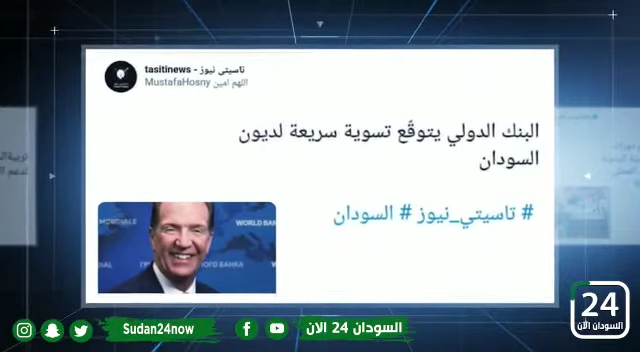 tasitinews - تاسيتي نيوز
MustafaHosny اللهم امين
البنك الدولي يتوقّع تسوية سريعة لديون
السودان
# تاسيتي_نيوز # السودان
WORLD BAN
24
السودان الآن
Sudan24now
السودان 24 الان